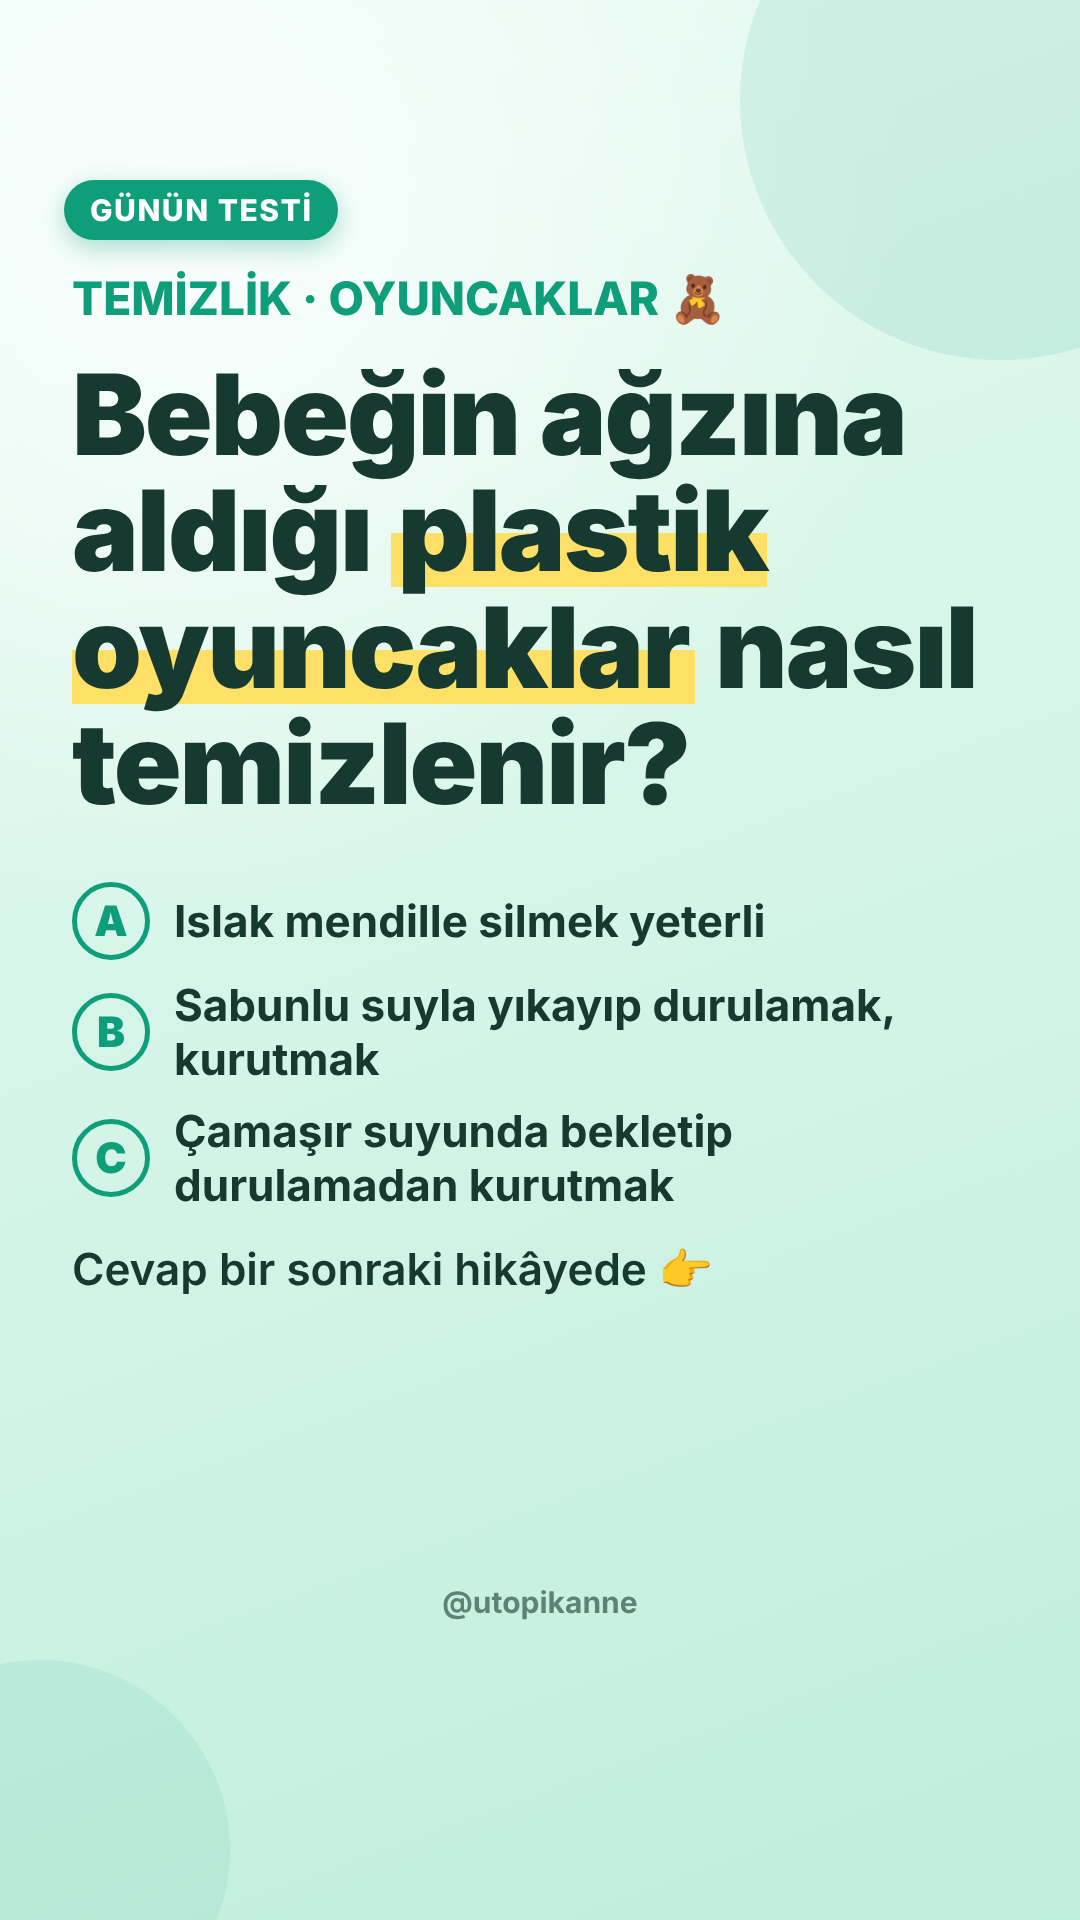 GÜNÜN TESTİ
TEMİZLİK · OYUNCAKLAR 🧸
Bebeğin ağzına
aldığı plastik
oyuncaklar nasıl
temizlenir?
A Islak mendille silmek yeterli
B Sabunlu suyla yıkayıp durulamak,
kurutmak
C Çamaşır suyunda bekletip
durulamadan kurutmak
Cevap bir sonraki hikâyede 👉
@utopikanne